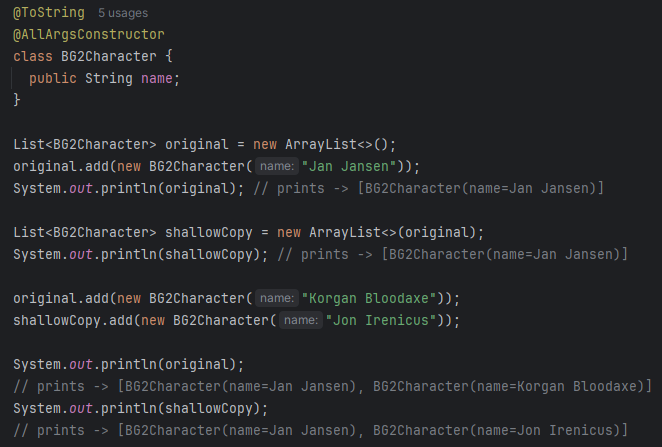 @ToString 5 usages
@AllArgsConstructor
class BG2Character {
  public String name;
}
List<BG2Character> original = new ArrayList<>();
original.add(new BG2Character( name: "Jan Jansen"));
System.out.println(original); // prints -> [BG2Character(name=Jan Jansen)]
List<BG2Character> shallowCopy = new ArrayList<>(original);
System.out.println(shallowCopy); // prints -> [BG2Character(name=Jan Jansen)]
original.add(new BG2Character( name: "Korgan Bloodaxe"));
shallowCopy.add(new BG2Character( name: "Jon Irenicus"));
System.out.println(original);
// prints -> [BG2Character(name=Jan Jansen), BG2Character(name=Korgan Bloodaxe)]
System.out.println(shallowCopy);
// prints -> [BG2Character(name=Jan Jansen), BG2Character(name=Jon Irenicus)]